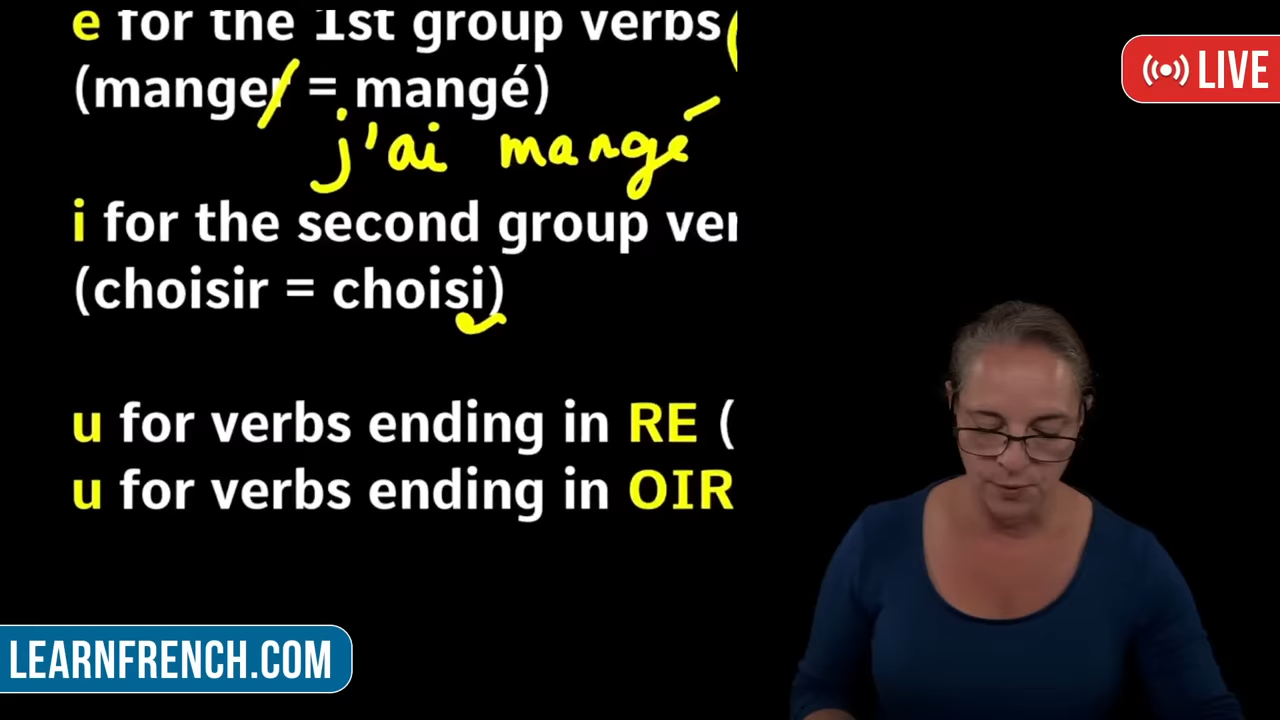 e for the 1st group verbs (
(manger = mangé)
j'ai mangé
i for the second group
(choisir = choisi)
u for verbs ending in RE (
u for verbs ending in OIR
LIVE
LEARNFRENCH.COM